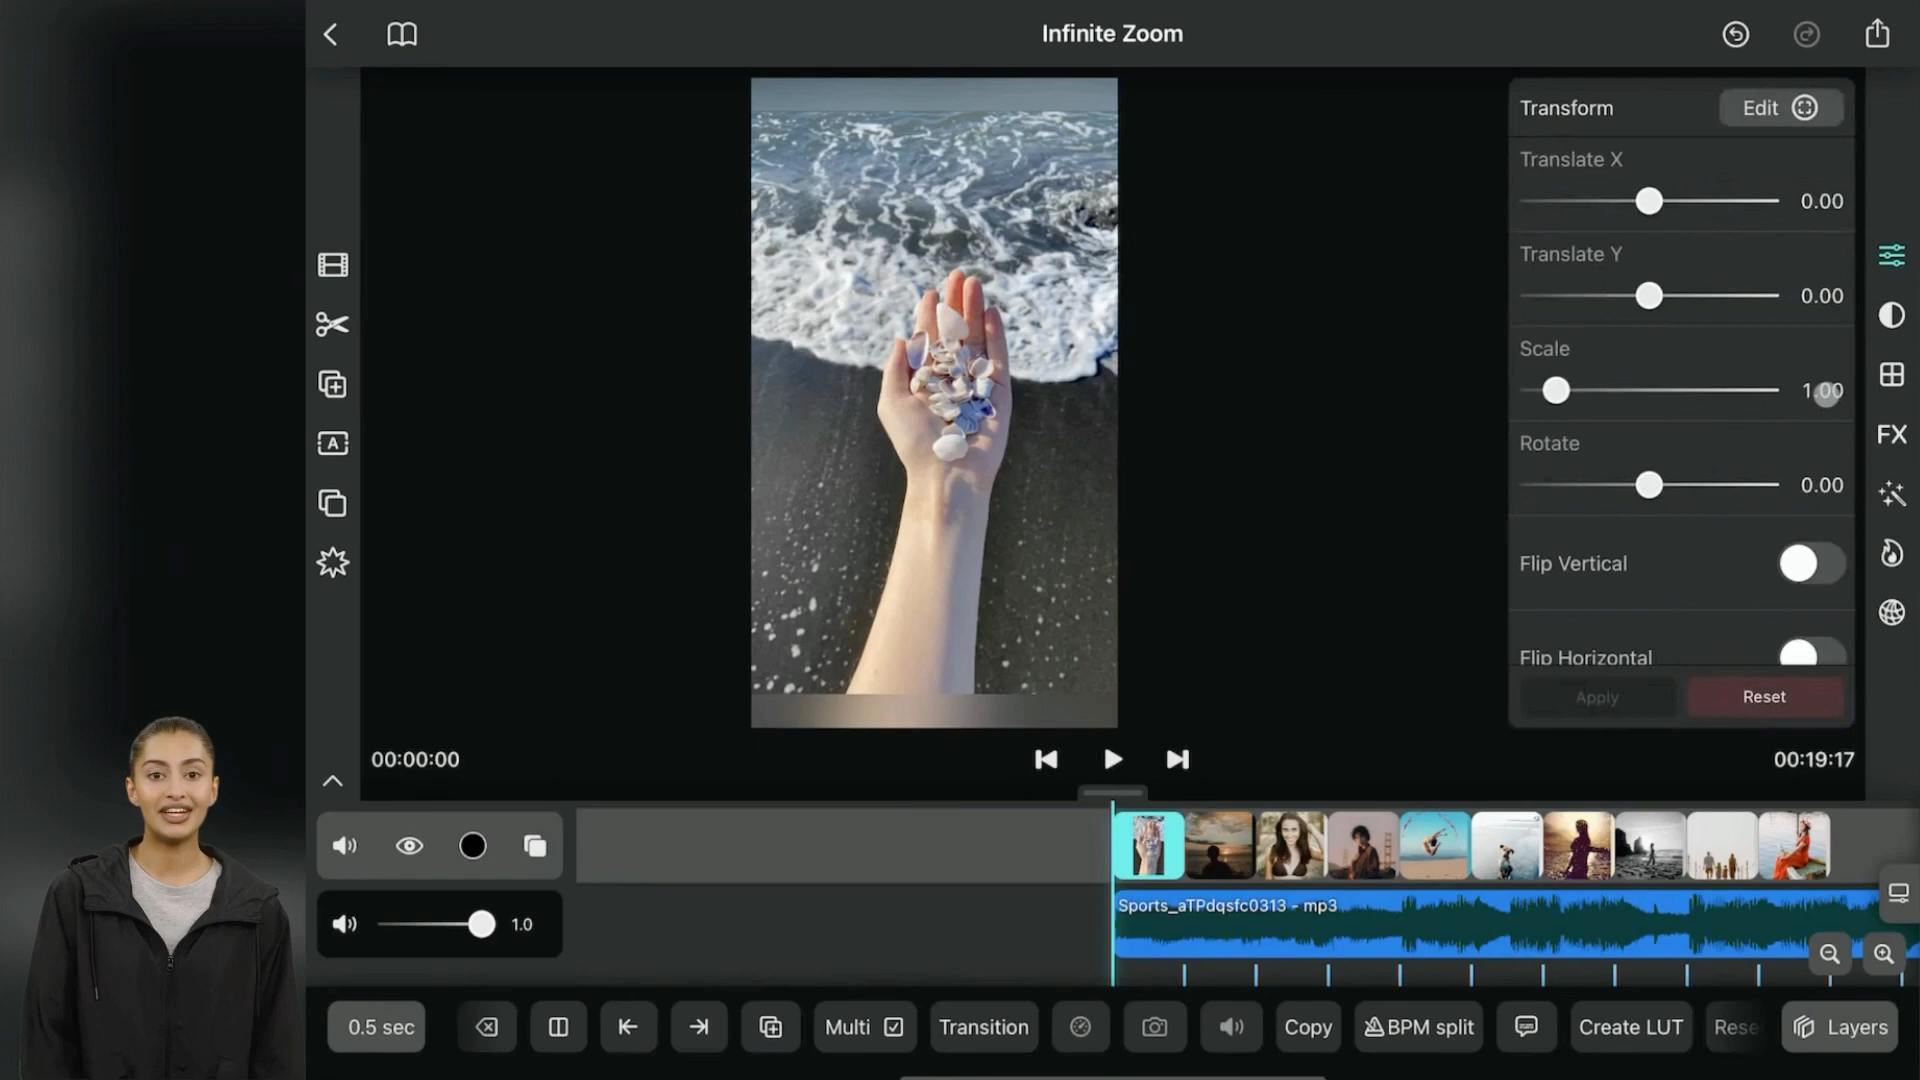 Infinite Zoom
Transform
Edit
Translate X
0.00
Translate Y
0.00
Scale
1.00
Rotate
0.00
FX
Flip Vertical
Flip Horizontal
Apply
Reset
A
00:00:00
00:19:17
1.0
Sports_aTPdqsfc0313 - mp3
0.5 sec
Multi
Transition
Copy
BPM split
Create LUT
Rese
Layers